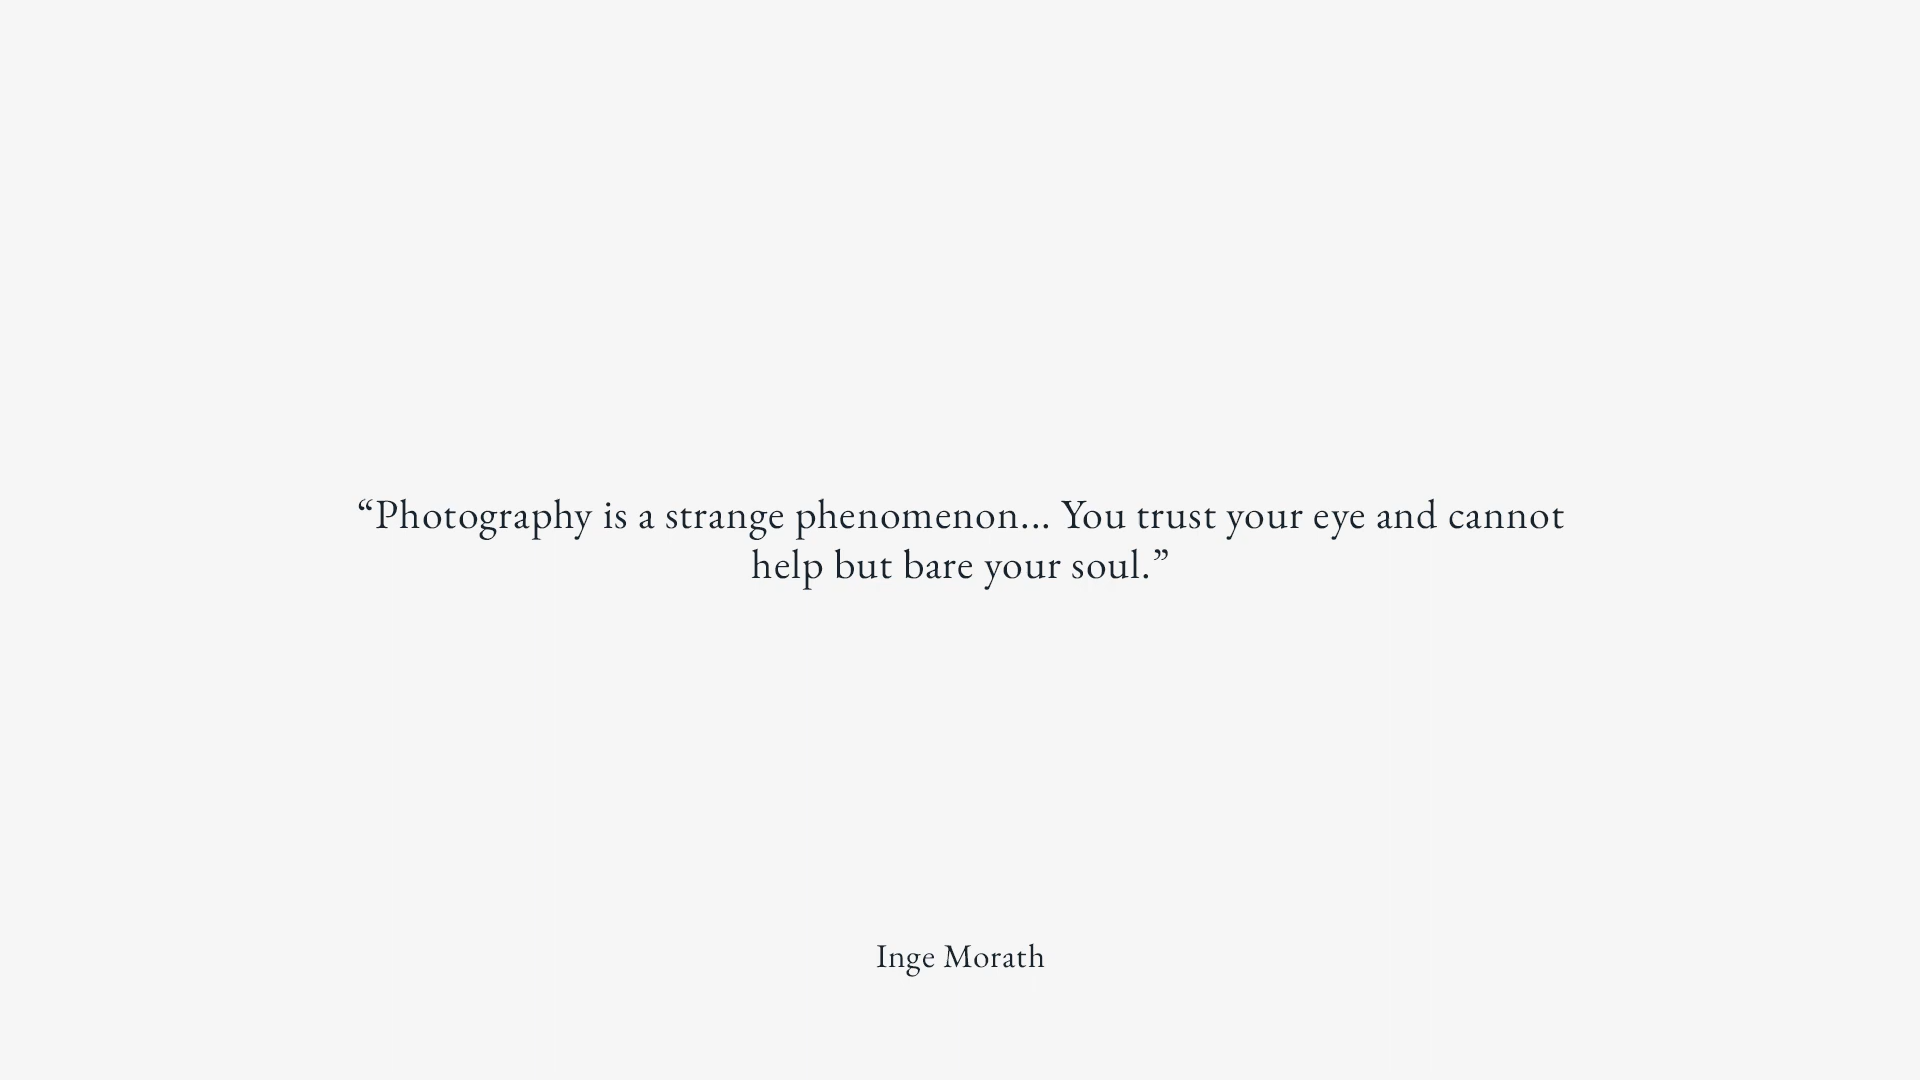 “Photography is a strange phenomenon... You trust your eye and cannot
help but bare your soul.”
Inge Morath